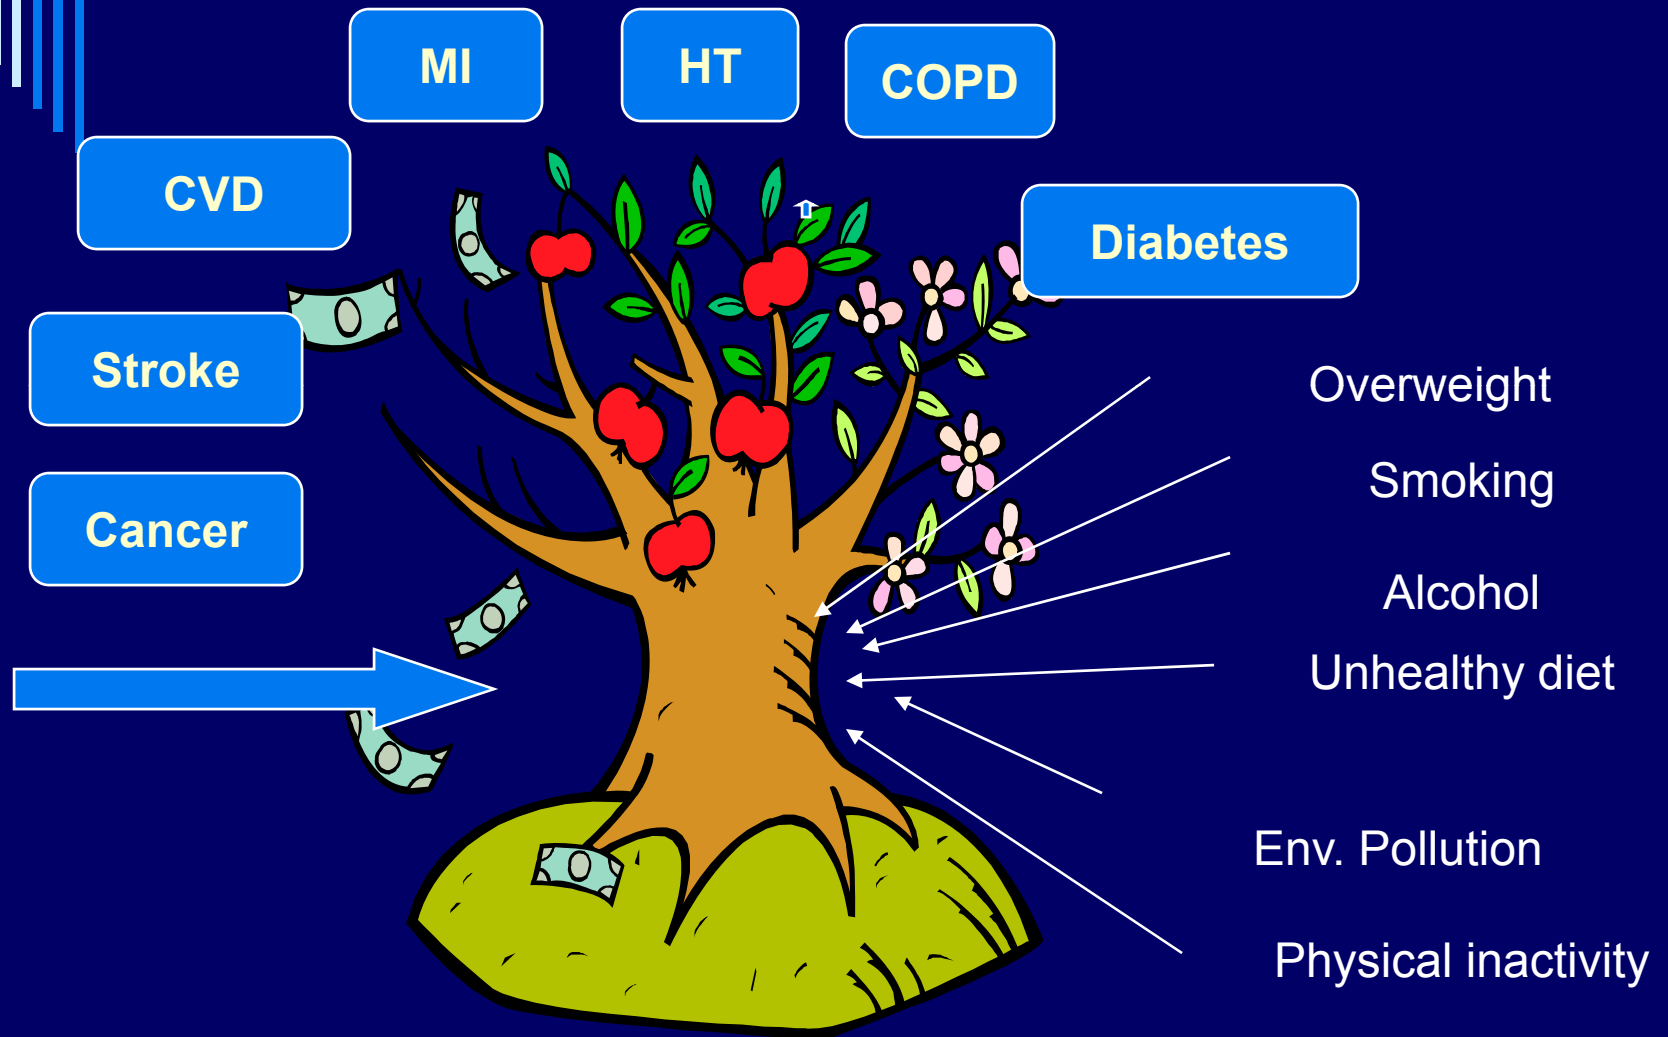 MI
HT
COPD
CVD
Diabetes
Stroke
Cancer
Overweight
Smoking
Alcohol
Unhealthy diet
Env. Pollution
Physical inactivity